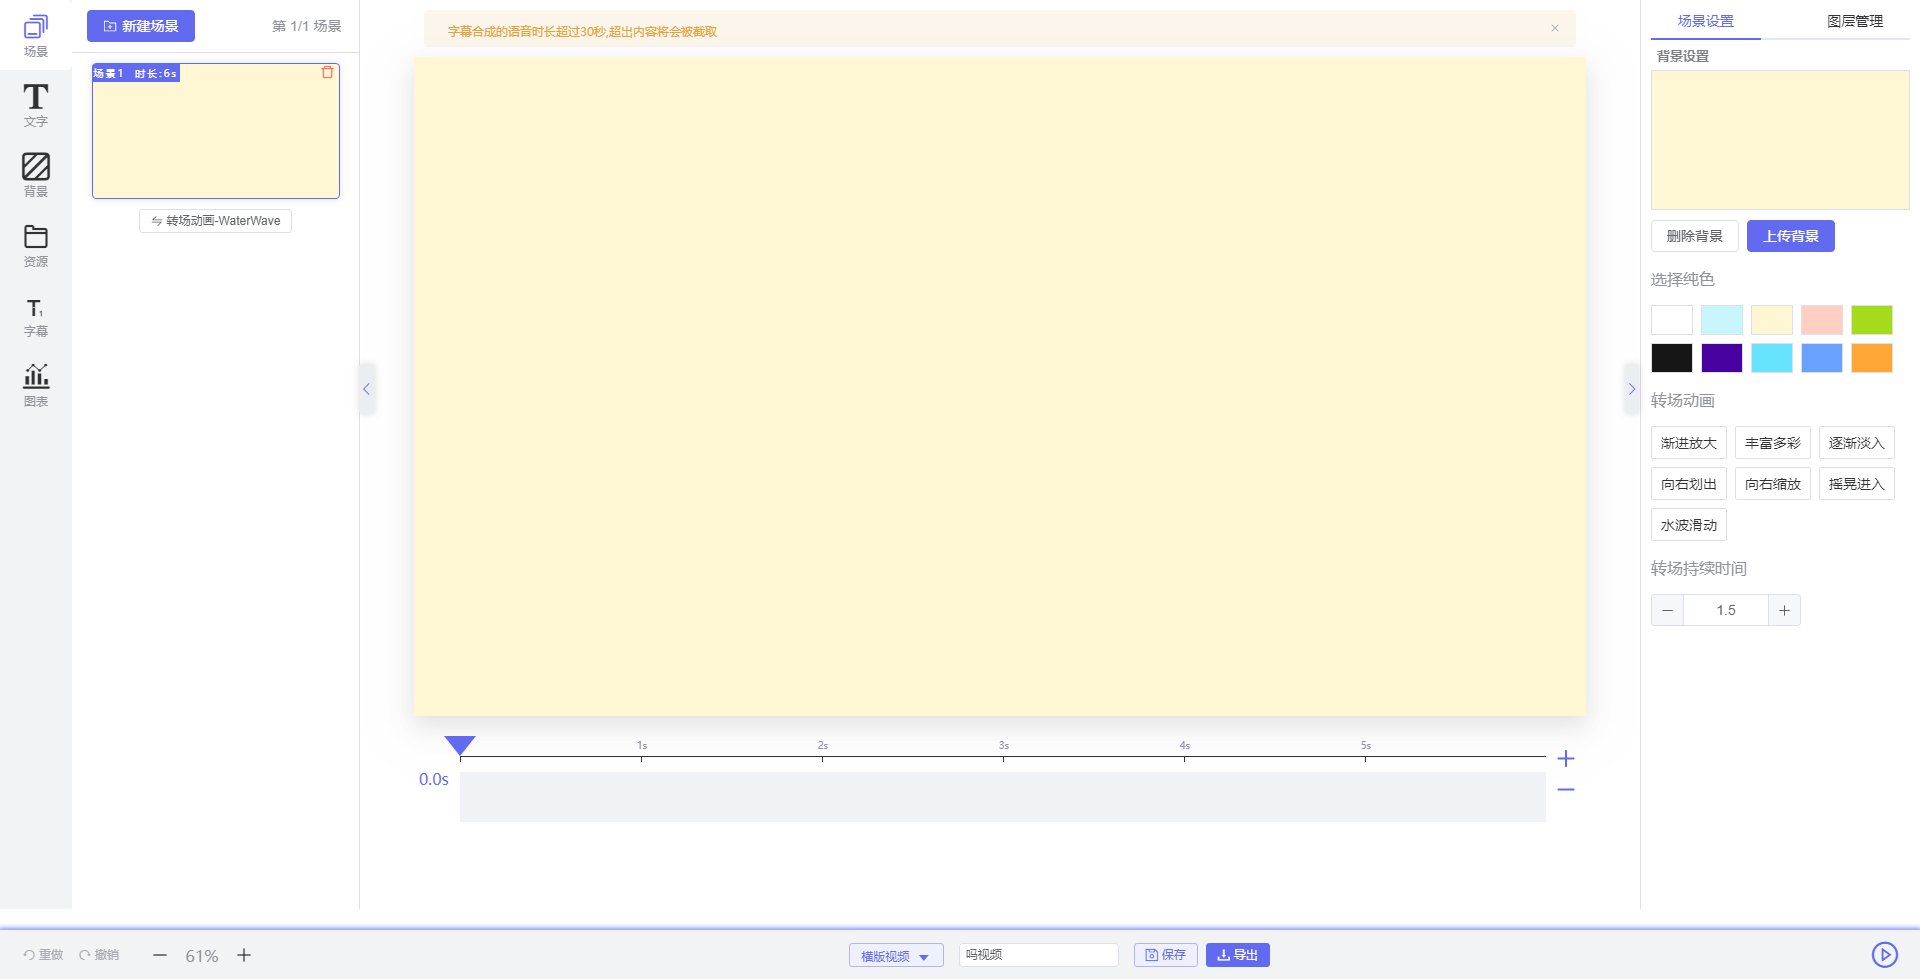 场景
文字
背景
资源
字幕
图表
新建场景
第 1/1 场景
场景1 时长:6s
转场动画-WaterWave
字幕合成的语音时长超过30秒,超出内容将会被截取
1s 2s 3s 4s 5s
0.0s
场景设置 图层管理
背景设置
删除背景 上传背景
选择纯色
转场动画
渐进放大 丰富多彩 逐渐淡入
向右划出 向右缩放 摇晃进入
水波滑动
转场持续时间
1.5
重做 撤销 61% 横版视频 吗视频 保存 导出